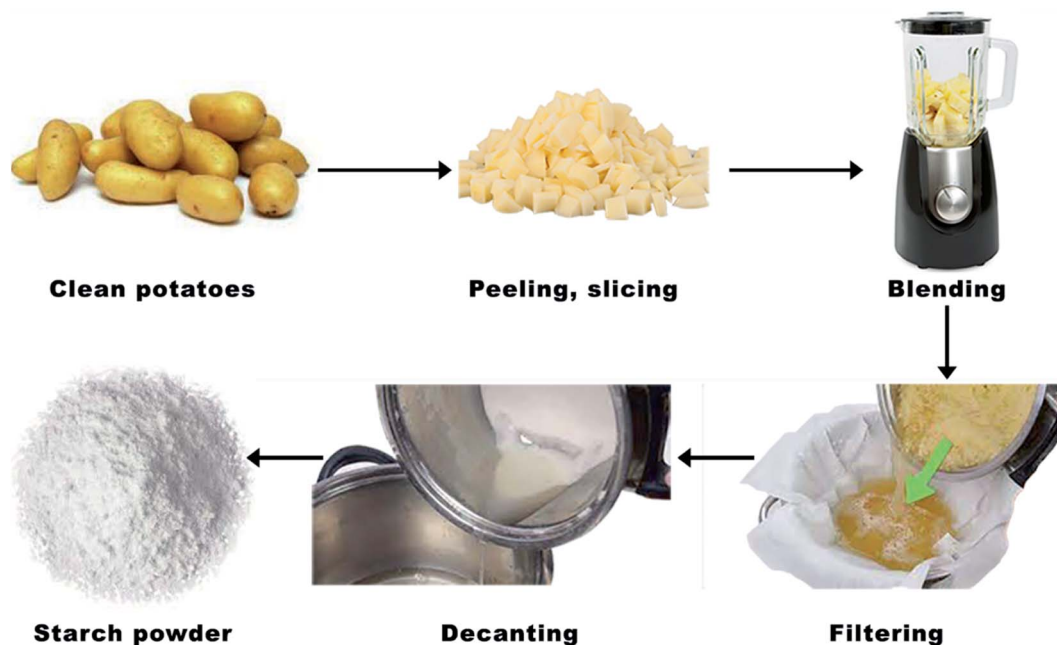 Clean potatoes
Peeling, slicing
Blending
Filtering
Decanting
Starch powder